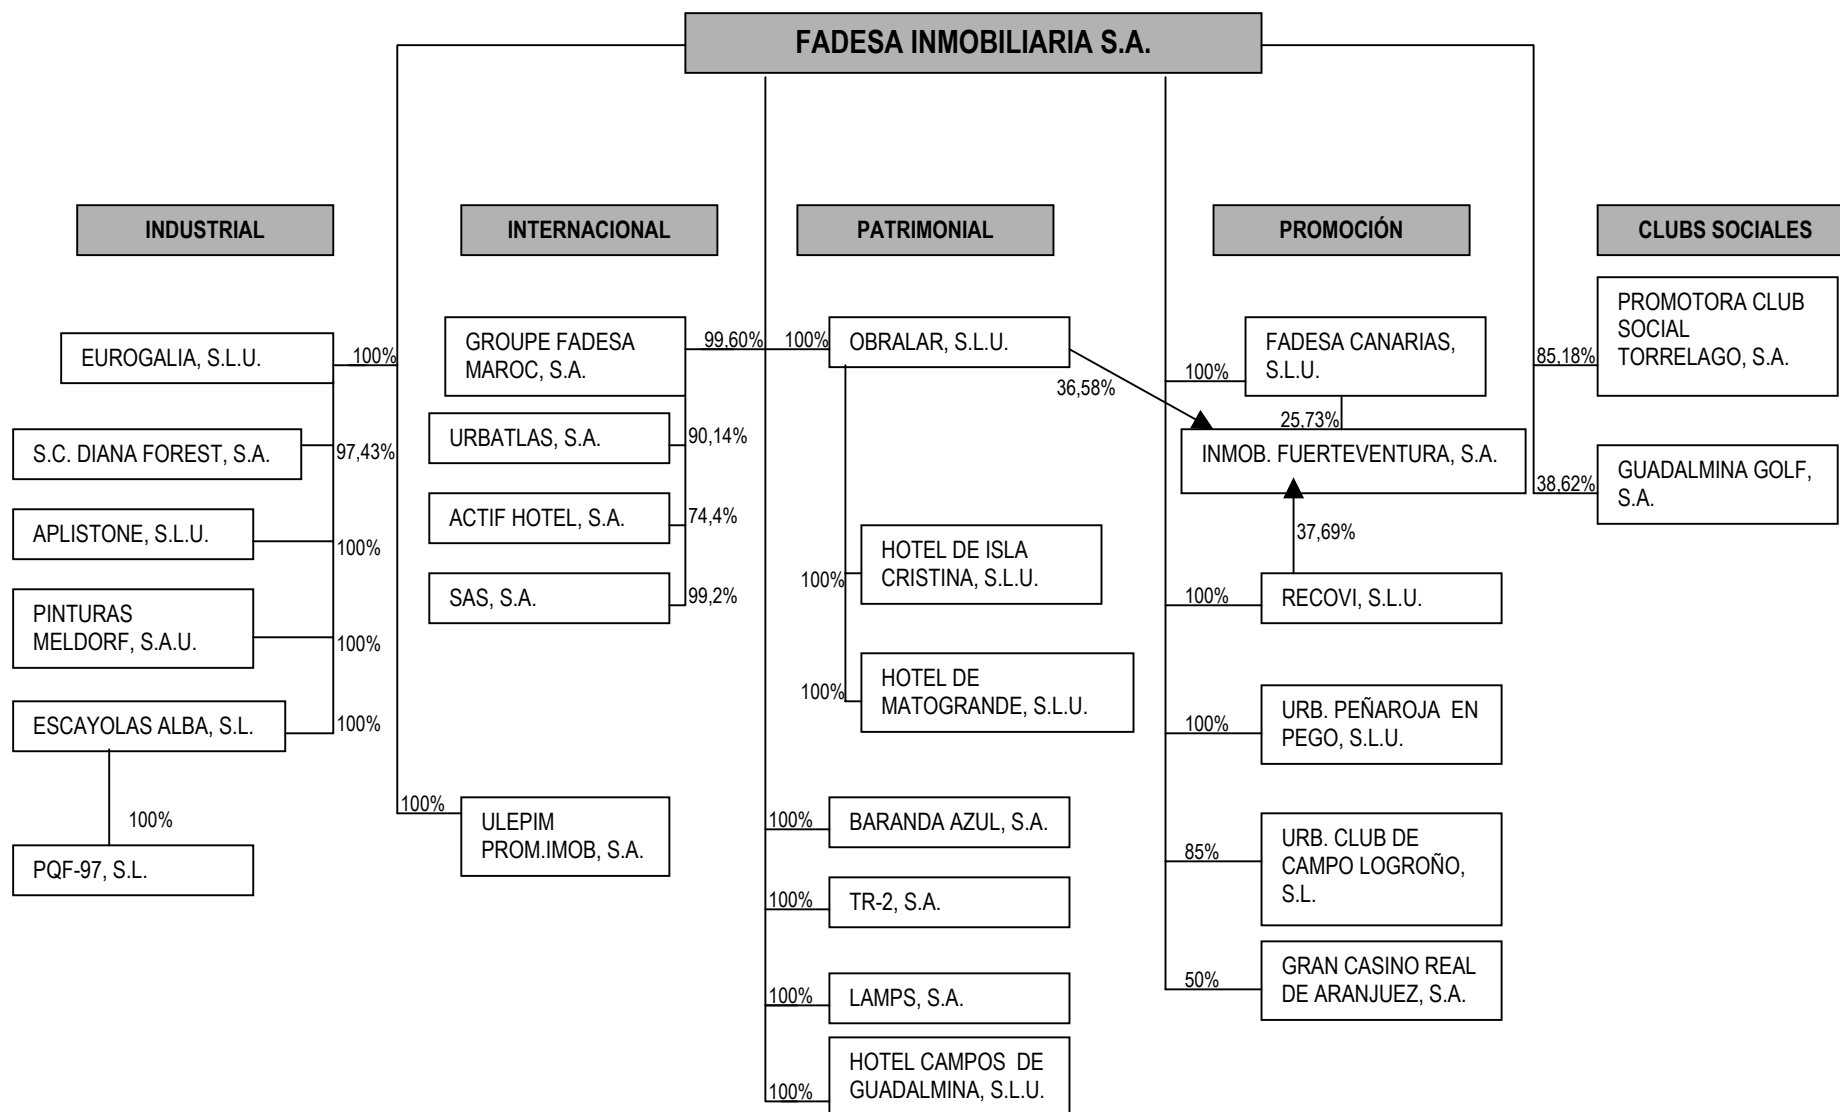 FADESA INMOBILIARIA S.A.
INDUSTRIAL
EUROGALIA, S.L.U.
100%
S.C. DIANA FOREST, S.A.
97,43%
APLISTONE, S.L.U.
100%
PINTURAS
MELDORF, S.A.U.
100%
ESCAYOLAS ALBA, S.L.
100%
100%
PQF-97, S.L.
INTERNACIONAL
GROUPE FADESA
MAROC, S.A.
99,60%
URBATLAS, S.A.
90,14%
ACTIF HOTEL, S.A.
74,4%
SAS, S.A.
99,2%
100%
ULEPIM
PROM.IMOB, S.A.
PATRIMONIAL
100%
OBRALAR, S.L.U.
36,58%
100%
HOTEL DE ISLA
CRISTINA, S.L.U.
100%
HOTEL DE
MATOGRANDE, S.L.U.
100%
BARANDA AZUL, S.A.
100%
TR-2, S.A.
100%
LAMPS, S.A.
100%
HOTEL CAMPOS DE
GUADALMINA, S.L.U.
PROMOCIÓN
100%
FADESA CANARIAS,
S.L.U.
25,73%
INMOB. FUERTEVENTURA, S.A.
37,69%
100%
RECOVI, S.L.U.
100%
URB. PEÑAROJA EN
PEGO, S.L.U.
85%
URB. CLUB DE
CAMPO LOGROÑO,
S.L.
50%
GRAN CASINO REAL
DE ARANJUEZ, S.A.
CLUBS SOCIALES
85,18%
PROMOTORA CLUB
SOCIAL
TORRELAGO, S.A.
38,62%
GUADALMINA GOLF,
S.A.